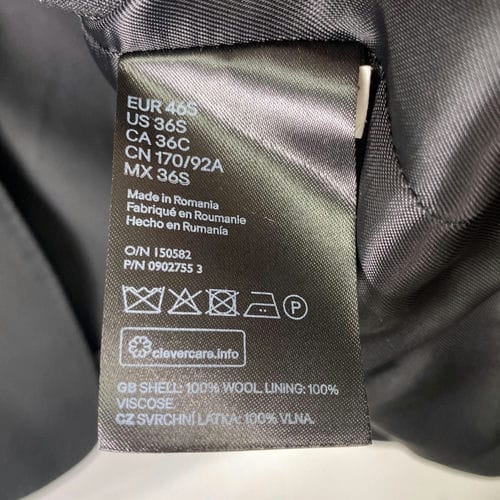 EUR 46S
US 36S
CA 36C
CN 170/92A
MX 36S
Made in Romania
Fabriqué en Roumanie
Hecho en Rumanía
O/N 150582
P/N 0902755 3
P
clevercare.info
GB SHELL: 100% WOOL, LINING: 100%
VISCOSE.
CZ SVRCHNÍ LÁTKA: 100% VLNA.